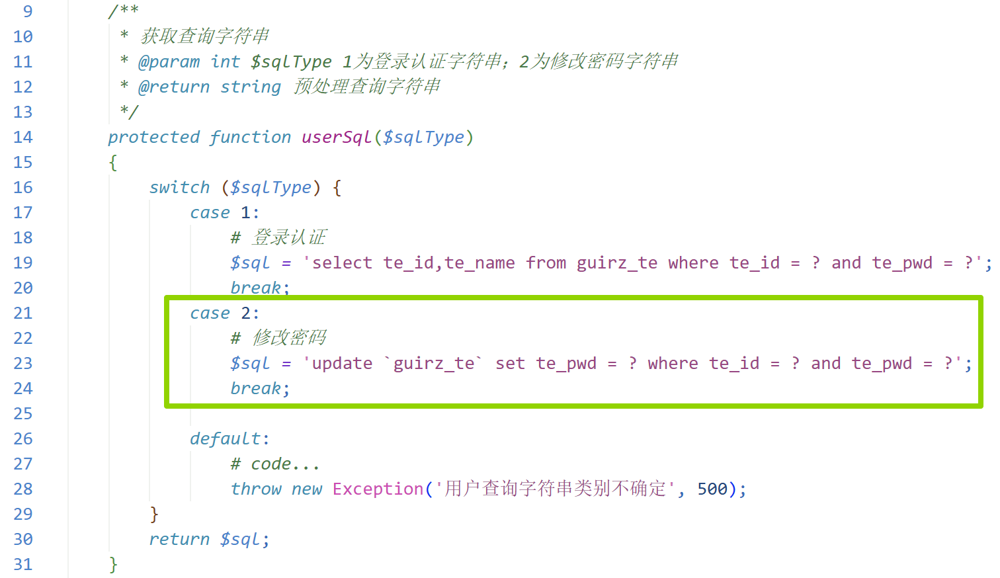 9 /**
10 * 获取查询字符串
11 * @param int $sqlType 1为登录认证字符串；2为修改密码字符串
12 * @return string 预处理查询字符串
13 */
14 protected function userSql($sqlType)
15 {
16 switch ($sqlType) {
17 case 1:
18 # 登录认证
19 $sql = 'select te_id,te_name from guirz_te where te_id = ? and te_pwd = ?';
20 break;
21 case 2:
22 # 修改密码
23 $sql = 'update `guirz_te` set te_pwd = ? where te_id = ? and te_pwd = ?';
24 break;
25
26 default:
27 # code...
28 throw new Exception('用户查询字符串类别不确定', 500);
29 }
30 return $sql;
31 }